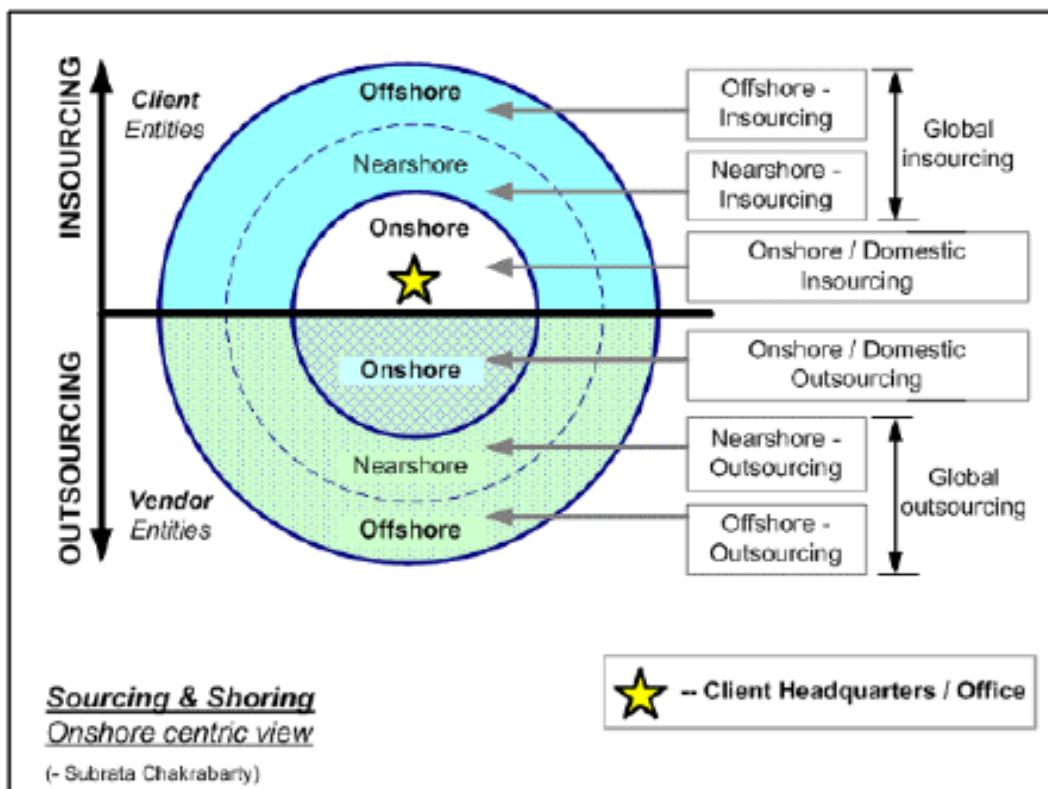 INSOURCING
OUTSOURCING
Client
Entities
Vendor
Entities
Offshore
Nearshore
Onshore
Onshore
Nearshore
Offshore
Offshore -
Insourcing
Nearshore -
Insourcing
Onshore / Domestic
Insourcing
Onshore / Domestic
Outsourcing
Nearshore -
Outsourcing
Offshore -
Outsourcing
Global
insourcing
Global
outsourcing
Sourcing & Shoring
Onshore centric view
(- Subrata Chakrabarty)
-- Client Headquarters / Office